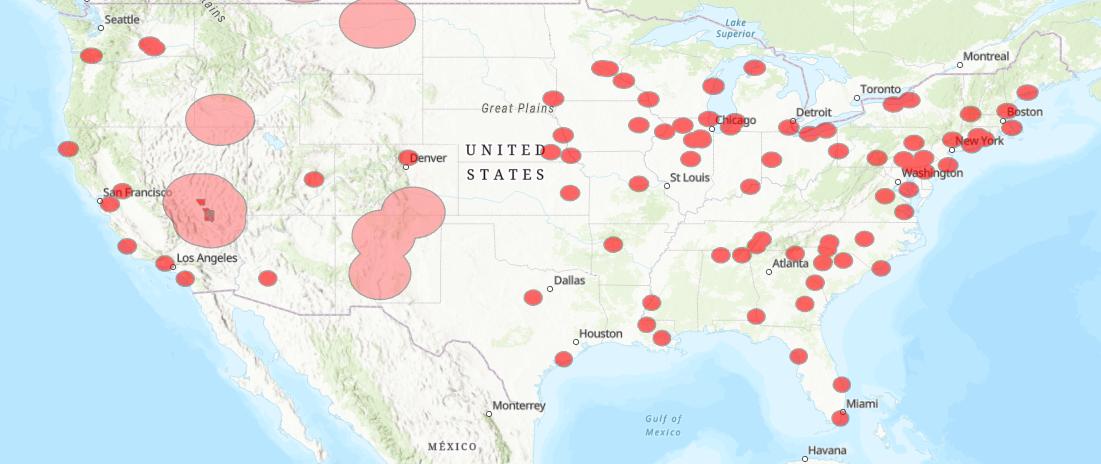 Seattle
Lake
Superior
Montreal
Toronto
Great Plains
Detroit
Boston
Chicago
New York
Denver
UNITED
STATES
St Louis
Washington
San Francisco
Los Angeles
Atlanta
Dallas
Houston
Monterrey
Miami
Gulf of
Mexico
MÉXICO
Havana